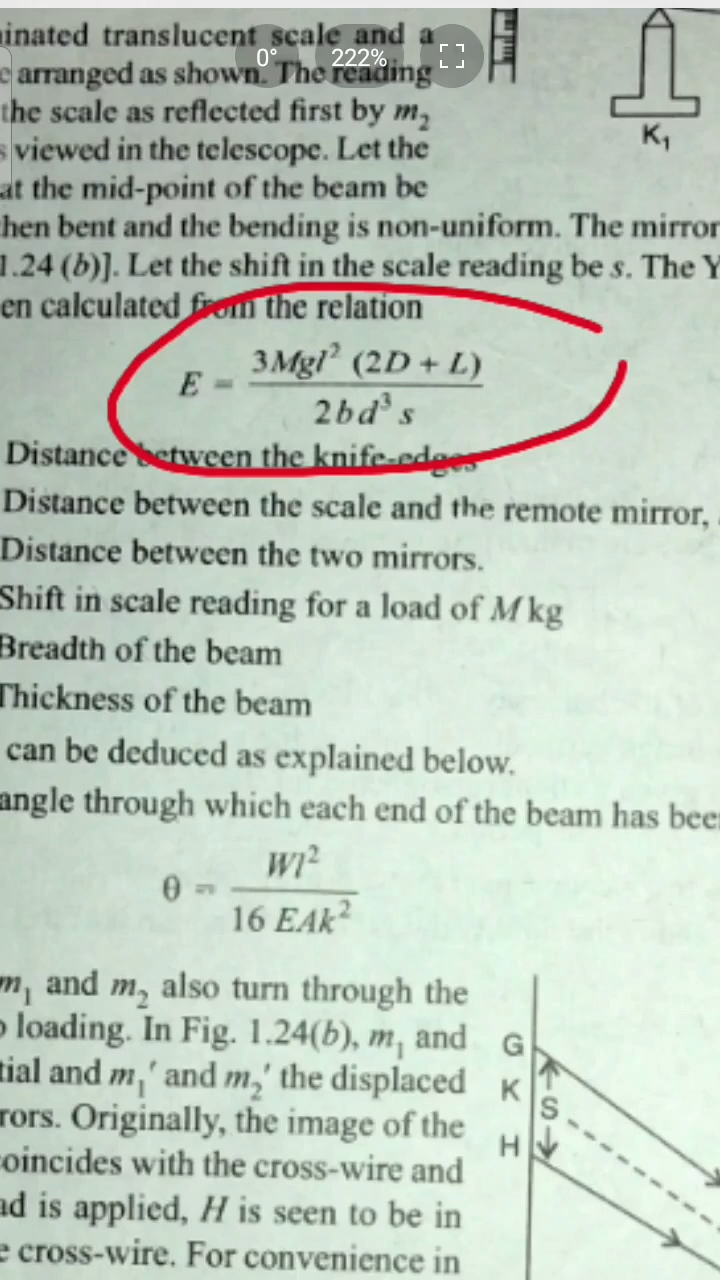 0° 222%
inated translucent scale and a
e arranged as shown. The reading
the scale as reflected first by m₂
s viewed in the telescope. Let the
at the mid-point of the beam be
K₁
hen bent and the bending is non-uniform. The mirror
1.24 (b)]. Let the shift in the scale reading be s. The Y
en calculated from the relation
E = 3Mgl² (2D + L) / 2bd³ s
Distance between the knife-edges
Distance between the scale and the remote mirror,
Distance between the two mirrors.
Shift in scale reading for a load of M kg
Breadth of the beam
Thickness of the beam
can be deduced as explained below.
angle through which each end of the beam has bee
θ = Wl² / 16 EAk²
m₁ and m₂ also turn through the
o loading. In Fig. 1.24(b), m₁ and
tial and m₁′ and m₂′ the displaced
rors. Originally, the image of the
oincides with the cross-wire and
ad is applied, H is seen to be in
e cross-wire. For convenience in
G
K
S
H